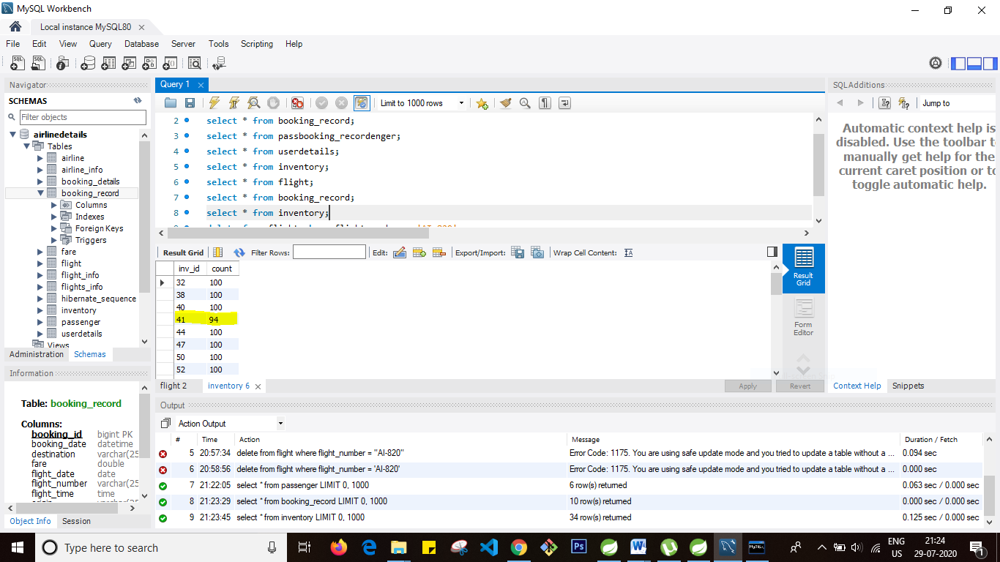 MySQL Workbench
Local instance MySQL80
File Edit View Query Database Server Tools Scripting Help
Navigator
SCHEMAS
Filter objects
airlinedetails
Tables
airline
airline_info
booking_details
booking_record
Columns
Indexes
Foreign Keys
Triggers
fare
flight
flight_info
flights_info
hibernate_sequence
inventory
passenger
userdetails
Views
Administration Schemas
Information
Table: booking_record
Columns:
booking_id bigint PK
booking_date datetime
destination varchar(25
fare double
flight_date date
flight_number varchar(25
flight_time time
Object Info Session
Query 1
Limit to 1000 rows
2 select * from booking_record;
3 select * from passbooking_recordenger;
4 select * from userdetails;
5 select * from inventory;
6 select * from flight;
7 select * from booking_record;
8 select * from inventory;
Result Grid Filter Rows: Edit: Export/Import: Wrap Cell Content:
inv_id count
32 100
38 100
40 100
41 94
44 100
47 100
50 100
52 100
Result
Grid
Form
Editor
flight 2 inventory 6 Apply Revert
SQLAdditions
Jump to
Automatic context help is
disabled. Use the toolbar t
manually get help for the
current caret position or to
toggle automatic help.
Context Help Snippets
Output
Action Output
# Time Action Message Duration / Fetch
5 20:57:34 delete from flight where flight_number = "AI-820" Error Code: 1175. You are using safe update mode and you tried to update a table without a ... 0.094 sec
6 20:58:56 delete from flight where flight_number = 'AI-820' Error Code: 1175. You are using safe update mode and you tried to update a table without a ... 0.000 sec
7 21:22:05 select * from passenger LIMIT 0, 1000 6 row(s) returned 0.063 sec / 0.000 sec
8 21:23:29 select * from booking_record LIMIT 0, 1000 10 row(s) returned 0.000 sec / 0.000 sec
9 21:23:45 select * from inventory LIMIT 0, 1000 34 row(s) returned 0.125 sec / 0.000 sec
Type here to search
ENG
US
21:24
29-07-2020